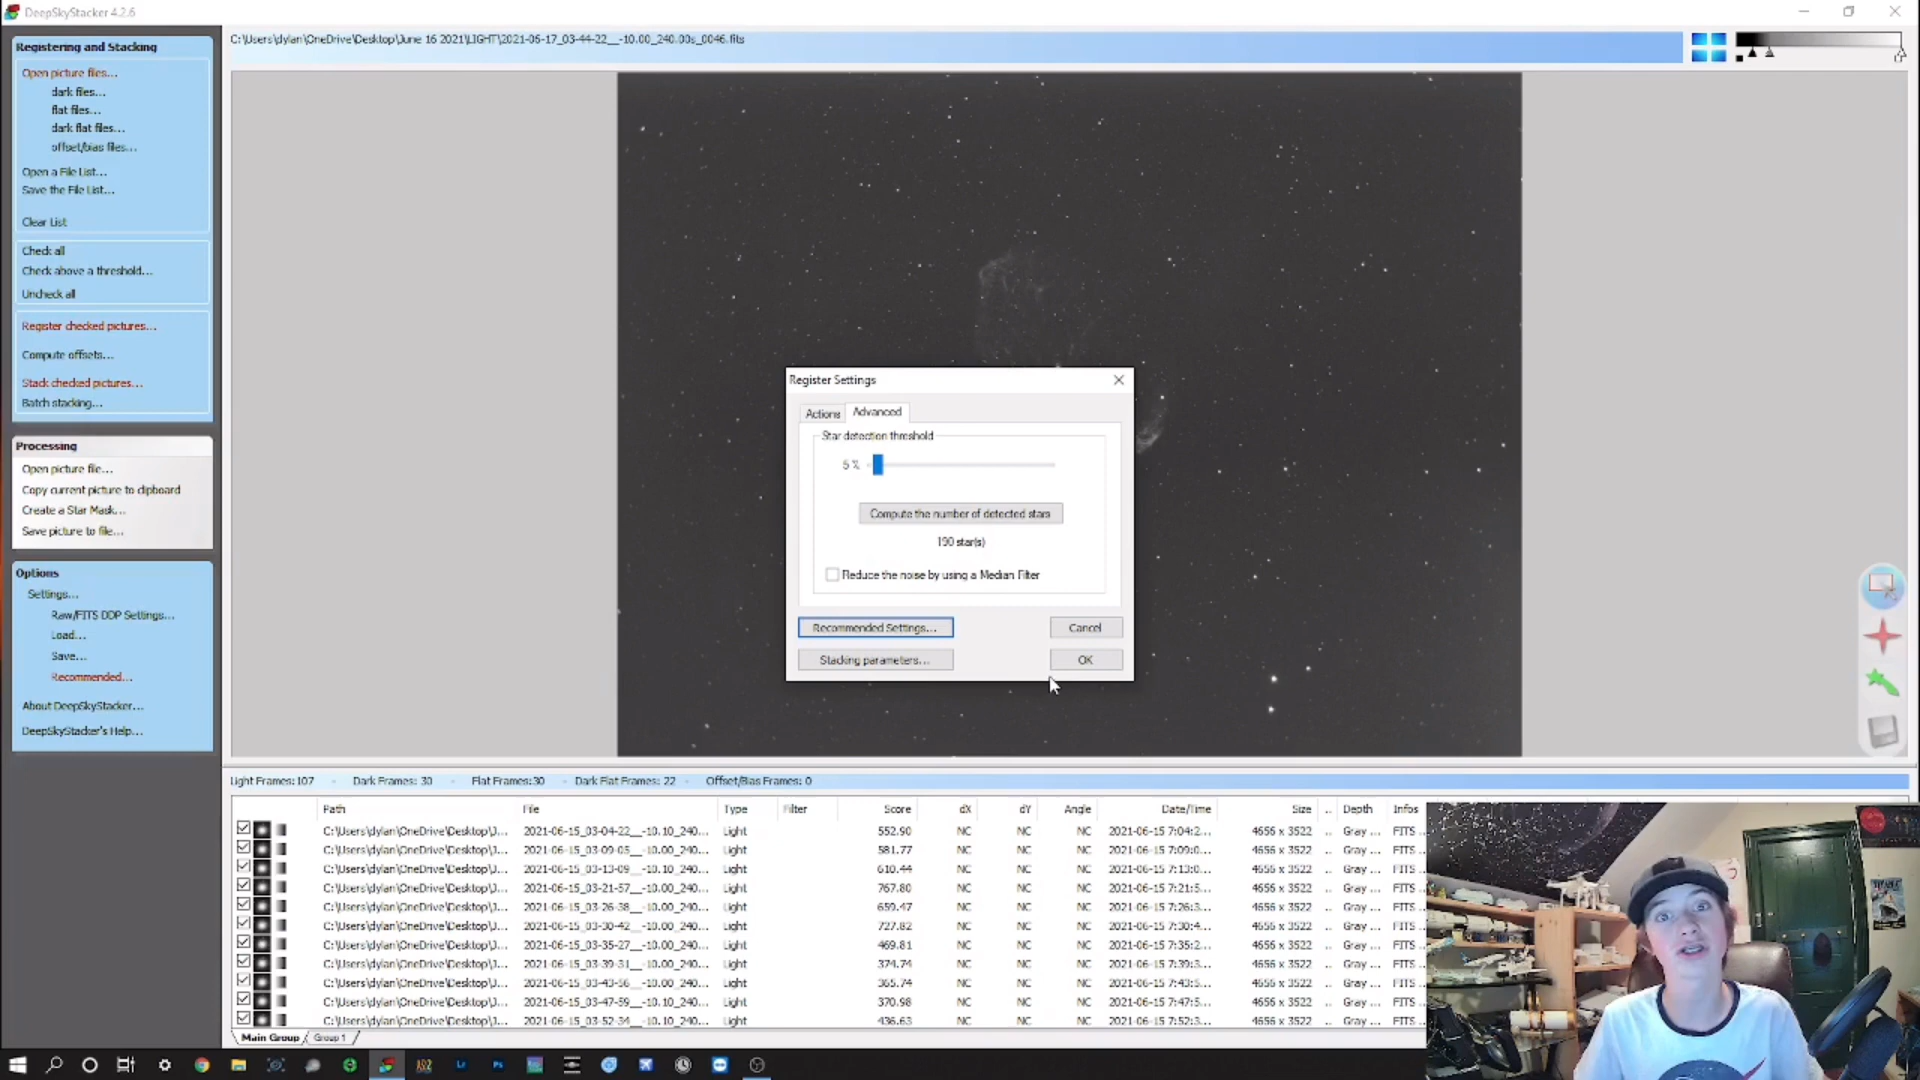 DeepSkyStacker 4.2.6
Registering and Stacking
Open picture files...
dark files...
flat files...
dark flat files...
offset/bias files...
Open a File List...
Save the File List...
Clear List
Check all
Check above a threshold...
Uncheck all
Register checked pictures...
Compute offsets...
Stack checked pictures...
Batch stacking...
Processing
Open picture file...
Copy current picture to clipboard
Create a Star Mask...
Save picture to file...
Options
Settings...
Raw/FITS DDP Settings...
Load...
Save...
Recommended...
About DeepSkyStacker...
DeepSkyStacker's Help...
C:\Users\dylan\OneDrive\Desktop\June 16 2021\LIGHT\2021-06-17_03-44-22__-10.00_240.00s_0046.fits
Register Settings
Actions Advanced
Star detection threshold
5 %
Compute the number of detected stars
190 star(s)
Reduce the noise by using a Median Filter
Recommended Settings... Cancel
Stacking parameters... OK
Light Frames: 107 - Dark Frames: 30 - Flat Frames: 30 - Dark Flat Frames: 22 - Offset/Bias Frames: 0
Path File Type Filter Score dX dY Angle Date/Time Size .. Depth Infos
C:\Users\dylan\OneDrive\Desktop\J... 2021-06-15_03-04-22__-10.10_240... Light 552.90 NC NC NC 2021-06-15 7:04:2... 4656 x 3522 .. Gray ... FITS ..
C:\Users\dylan\OneDrive\Desktop\J... 2021-06-15_03-09-05__-10.00_240... Light 581.77 NC NC NC 2021-06-15 7:09:0... 4656 x 3522 .. Gray ... FITS ..
C:\Users\dylan\OneDrive\Desktop\J... 2021-06-15_03-13-09__-10.10_240... Light 610.44 NC NC NC 2021-06-15 7:13:0... 4656 x 3522 .. Gray ... FITS ..
C:\Users\dylan\OneDrive\Desktop\J... 2021-06-15_03-21-57__-10.00_240... Light 767.80 NC NC NC 2021-06-15 7:21:5... 4656 x 3522 .. Gray ... FITS ..
C:\Users\dylan\OneDrive\Desktop\J... 2021-06-15_03-26-38__-10.00_240... Light 659.47 NC NC NC 2021-06-15 7:26:3... 4656 x 3522 .. Gray ... FITS ..
C:\Users\dylan\OneDrive\Desktop\J... 2021-06-15_03-30-42__-10.00_240... Light 727.82 NC NC NC 2021-06-15 7:30:4... 4656 x 3522 .. Gray ... FITS ..
C:\Users\dylan\OneDrive\Desktop\J... 2021-06-15_03-35-27__-10.00_240... Light 469.81 NC NC NC 2021-06-15 7:35:2... 4656 x 3522 .. Gray ... FITS ..
C:\Users\dylan\OneDrive\Desktop\J... 2021-06-15_03-39-31__-10.00_240... Light 374.74 NC NC NC 2021-06-15 7:39:3... 4656 x 3522 .. Gray ... FITS ..
C:\Users\dylan\OneDrive\Desktop\J... 2021-06-15_03-43-56__-10.00_240... Light 365.74 NC NC NC 2021-06-15 7:43:5... 4656 x 3522 .. Gray ... FITS ..
C:\Users\dylan\OneDrive\Desktop\J... 2021-06-15_03-47-59__-10.10_240... Light 370.98 NC NC NC 2021-06-15 7:47:5... 4656 x 3522 .. Gray ... FITS ..
C:\Users\dylan\OneDrive\Desktop\J... 2021-06-15_03-52-34__-10.10_240... Light 436.63 NC NC NC 2021-06-15 7:52:3... 4656 x 3522 .. Gray ... FITS ..
Main Group Group 1